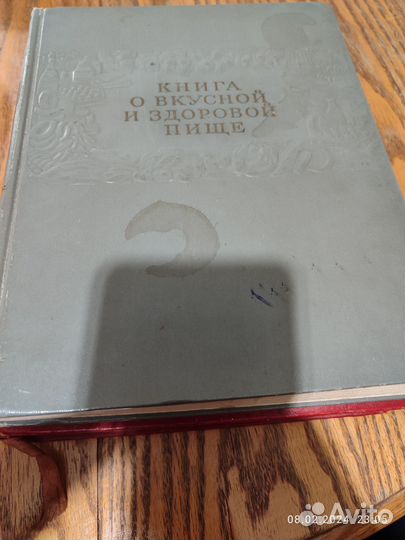 КНИГА
О ВКУСНОЙ
И ЗДОРОВОЙ
ПИЩЕ
08.02.2024 23:05
Avito